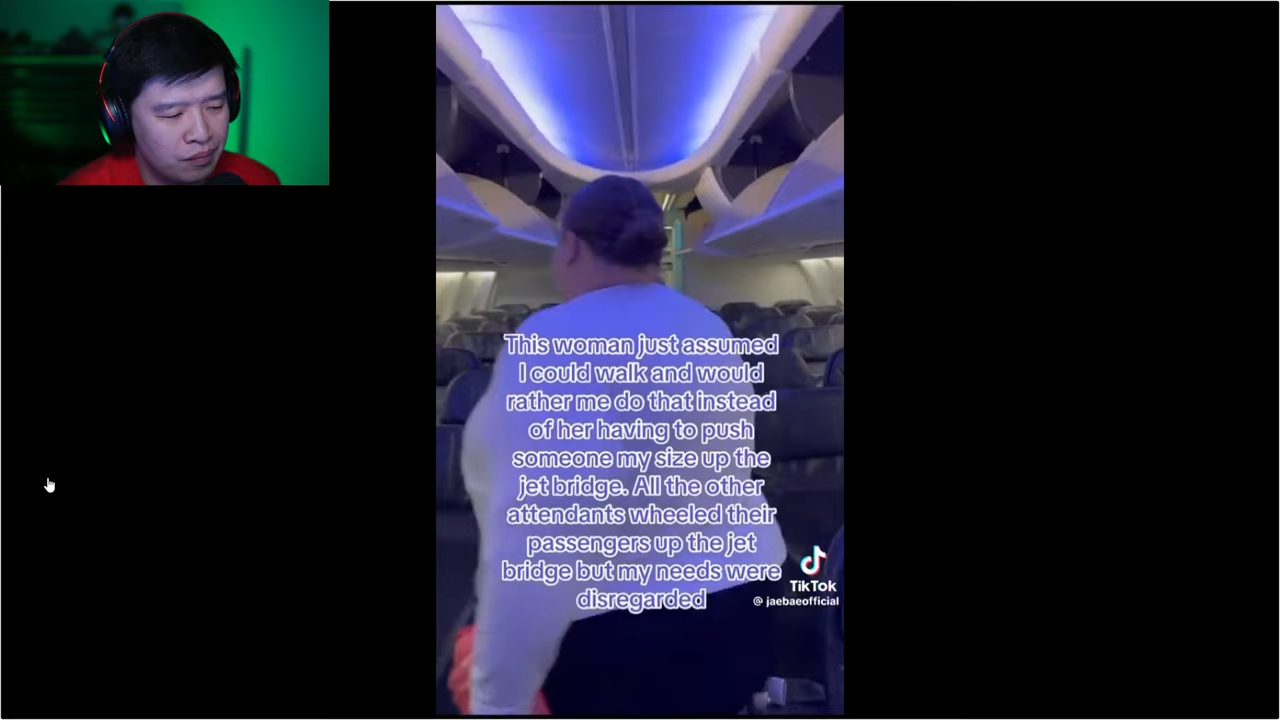 This woman just assumed
I could walk and would
rather me do that instead
of her having to push
someone my size up the
jet bridge. All the other
attendants wheeled their
passengers up the jet
bridge but my needs were
disregarded
TikTok
@ jaebaeofficial